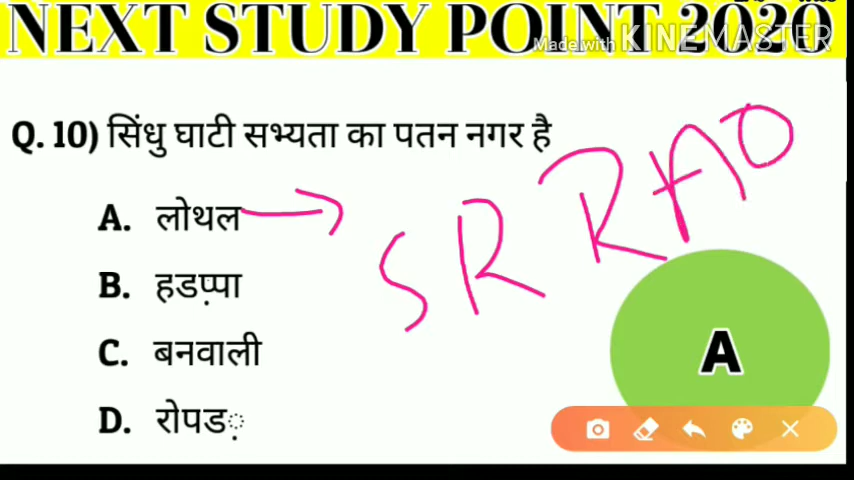 NEXT STUDY POINT 2020
Made with KINEMASTER
Q. 10) सिंधु घाटी सभ्यता का पतन नगर है
A. लोथल
S R RAO
B. हडप्पा
C. बनवाली
A
D. रोपड़